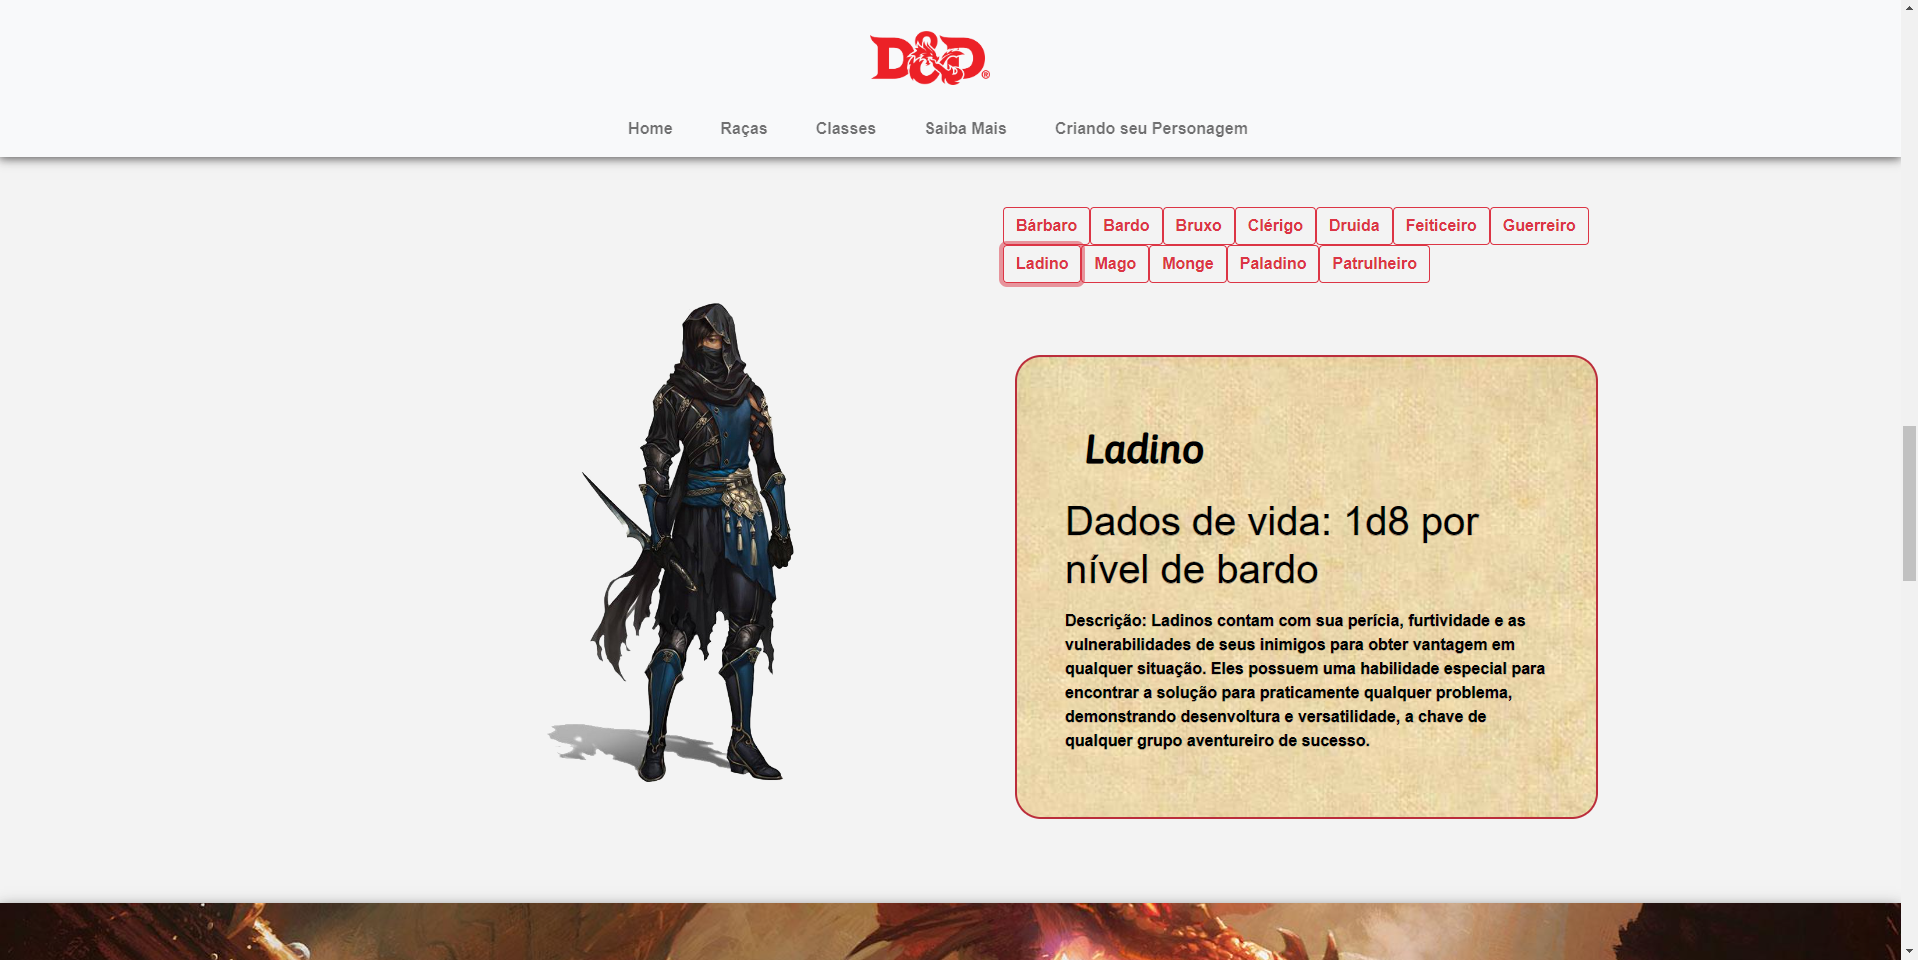 D&D®
Home Raças Classes Saiba Mais Criando seu Personagem
Bárbaro Bardo Bruxo Clérigo Druida Feiticeiro Guerreiro
Ladino Mago Monge Paladino Patrulheiro
Ladino
Dados de vida: 1d8 por
nível de bardo
Descrição: Ladinos contam com sua perícia, furtividade e as
vulnerabilidades de seus inimigos para obter vantagem em
qualquer situação. Eles possuem uma habilidade especial para
encontrar a solução para praticamente qualquer problema,
demonstrando desenvoltura e versatilidade, a chave de
qualquer grupo aventureiro de sucesso.